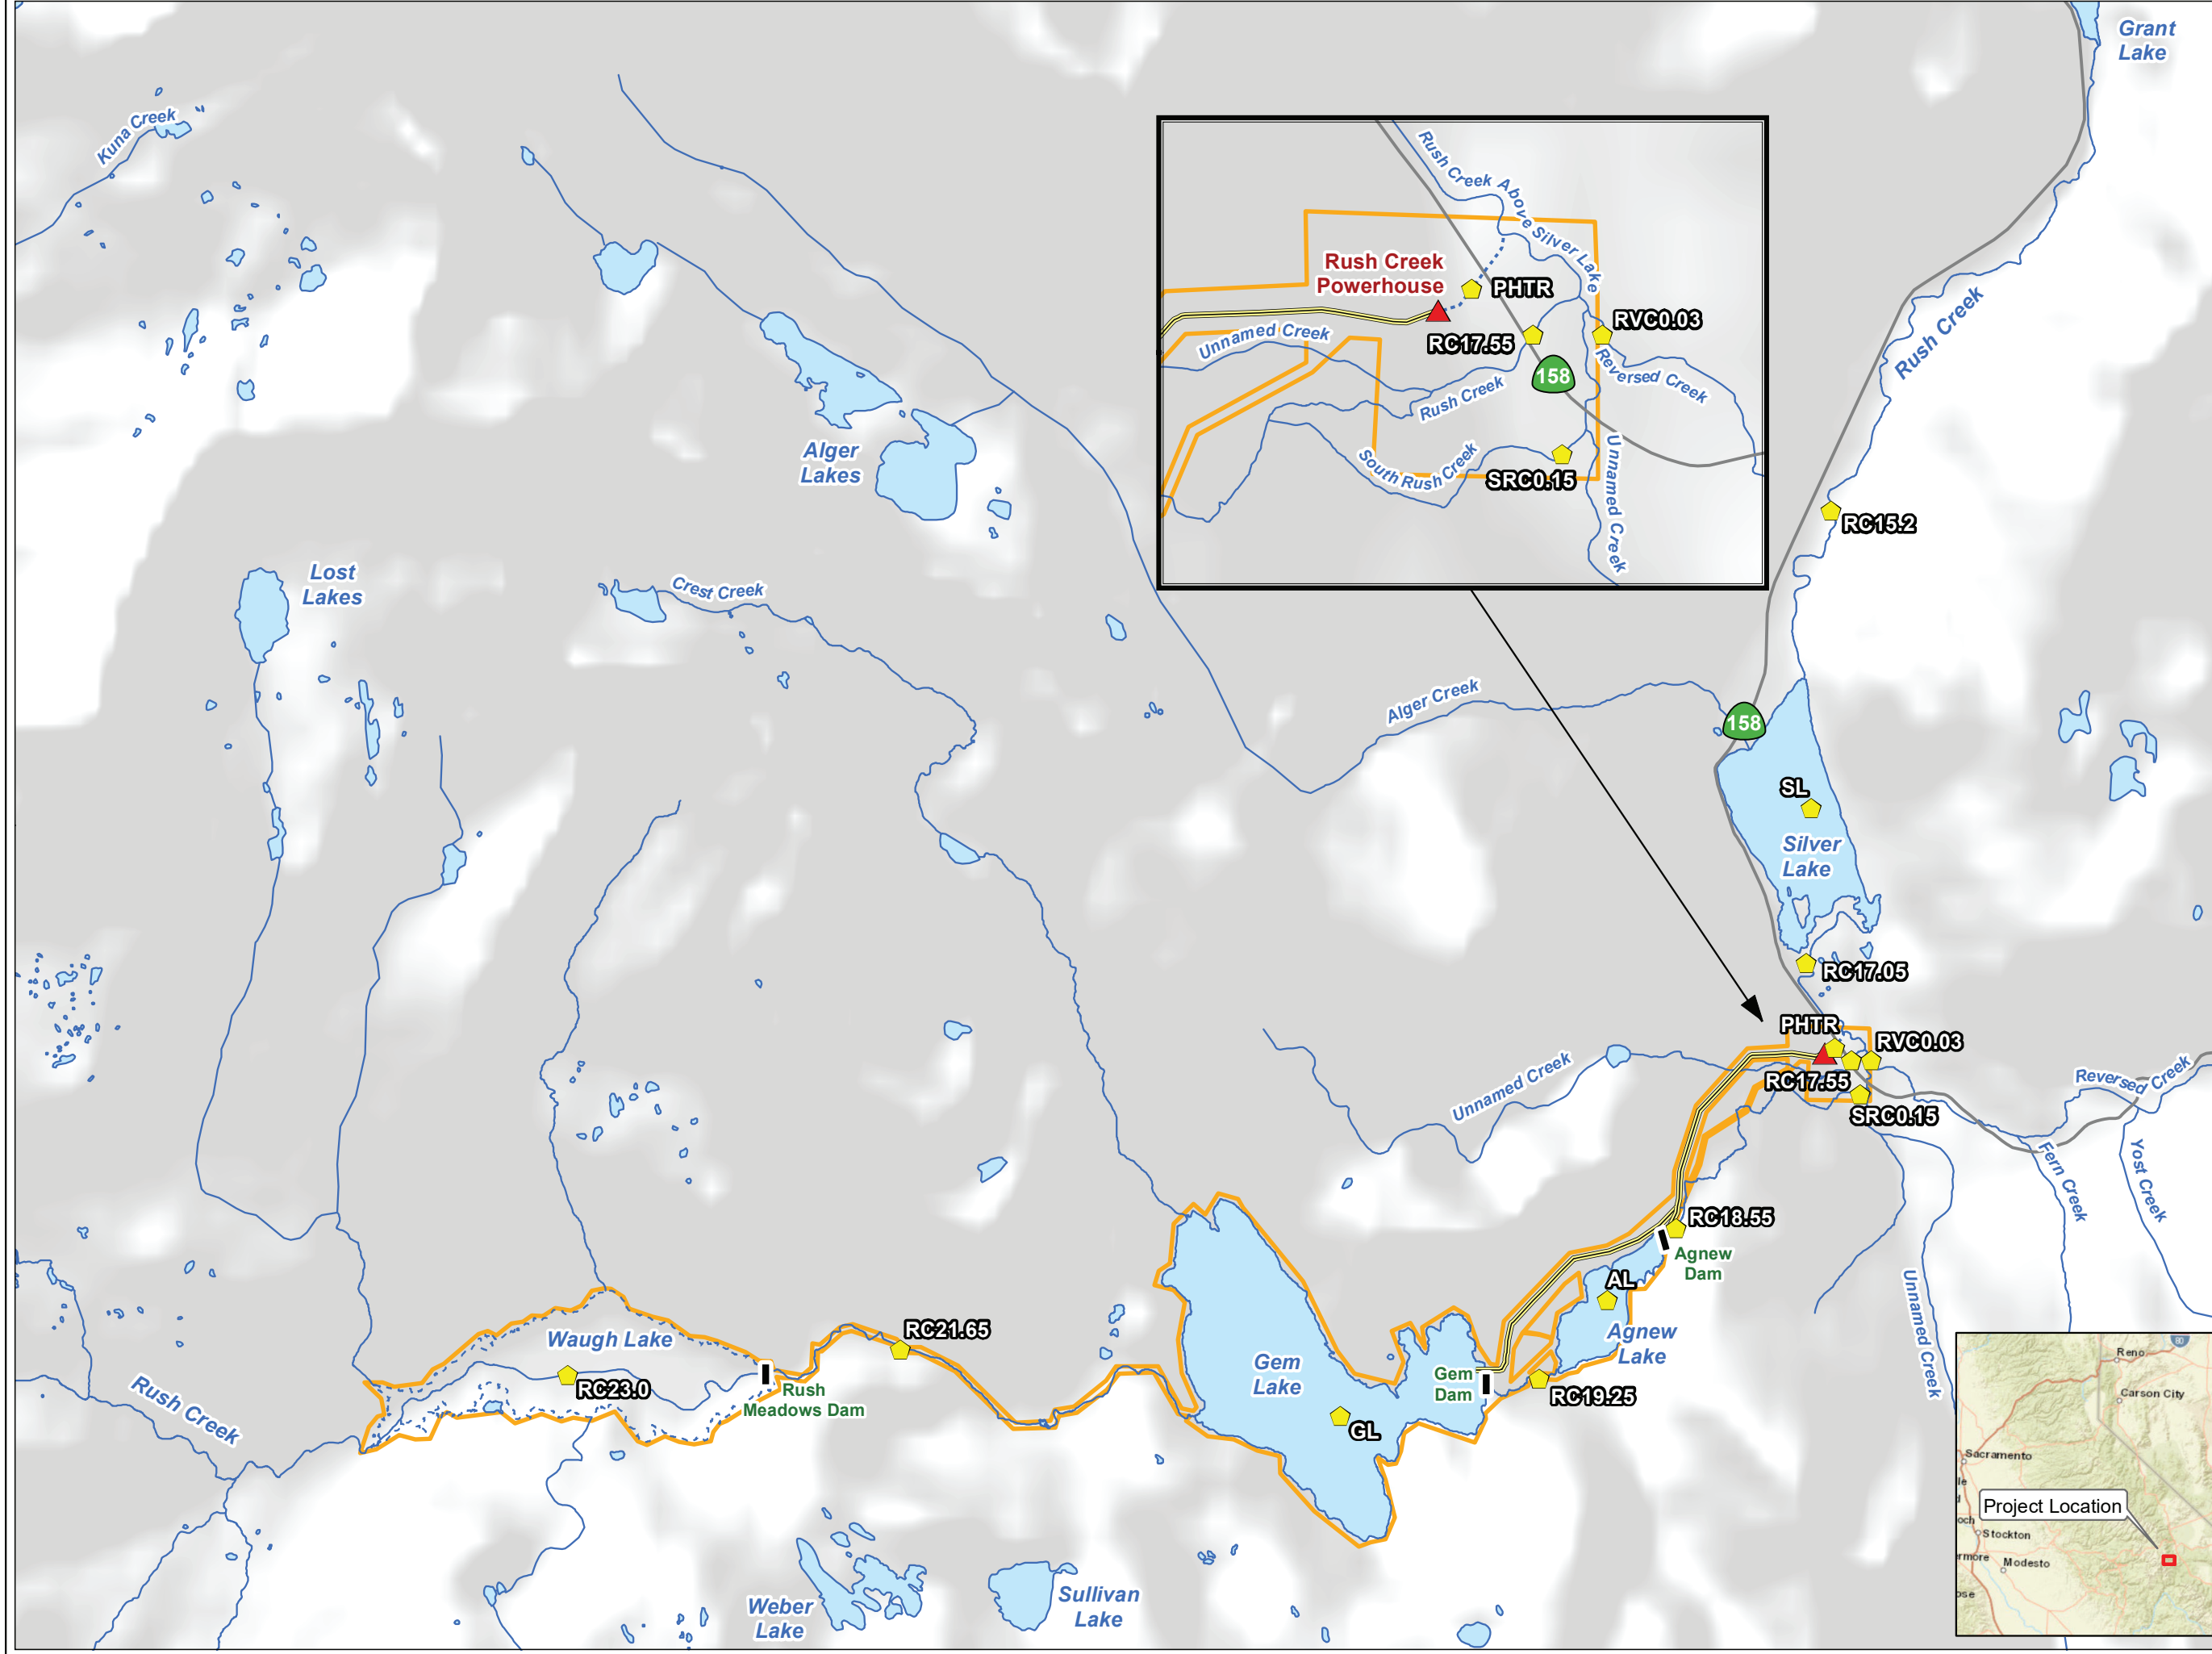 Grant
Lake
Kuna Creek
Rush Creek Above Silver Lake
Rush Creek
Powerhouse
PHTR
RC17.55
RVC0.03
Unnamed Creek
158
Reversed Creek
Rush Creek
South Rush Creek
SRC0.15
Unnamed Creek
Rush Creek
Alger
Lakes
RC15.2
Lost
Lakes
Crest Creek
Alger Creek
158
SL
Silver
Lake
RC17.05
PHTR
RVC0.03
RC17.55
SRC0.15
Reversed Creek
Unnamed Creek
Fern Creek
Yost Creek
RC18.55
Agnew
Dam
AL
Agnew
Lake
Unnamed Creek
Waugh Lake
RC21.65
RC23.0
Rush
Meadows Dam
Gem
Lake
Gem
Dam
RC19.25
GL
Rush Creek
Weber
Lake
Sullivan
Lake
80
Reno
Carson City
Sacramento
le
Project Location
och
Stockton
rmore
Modesto
ose